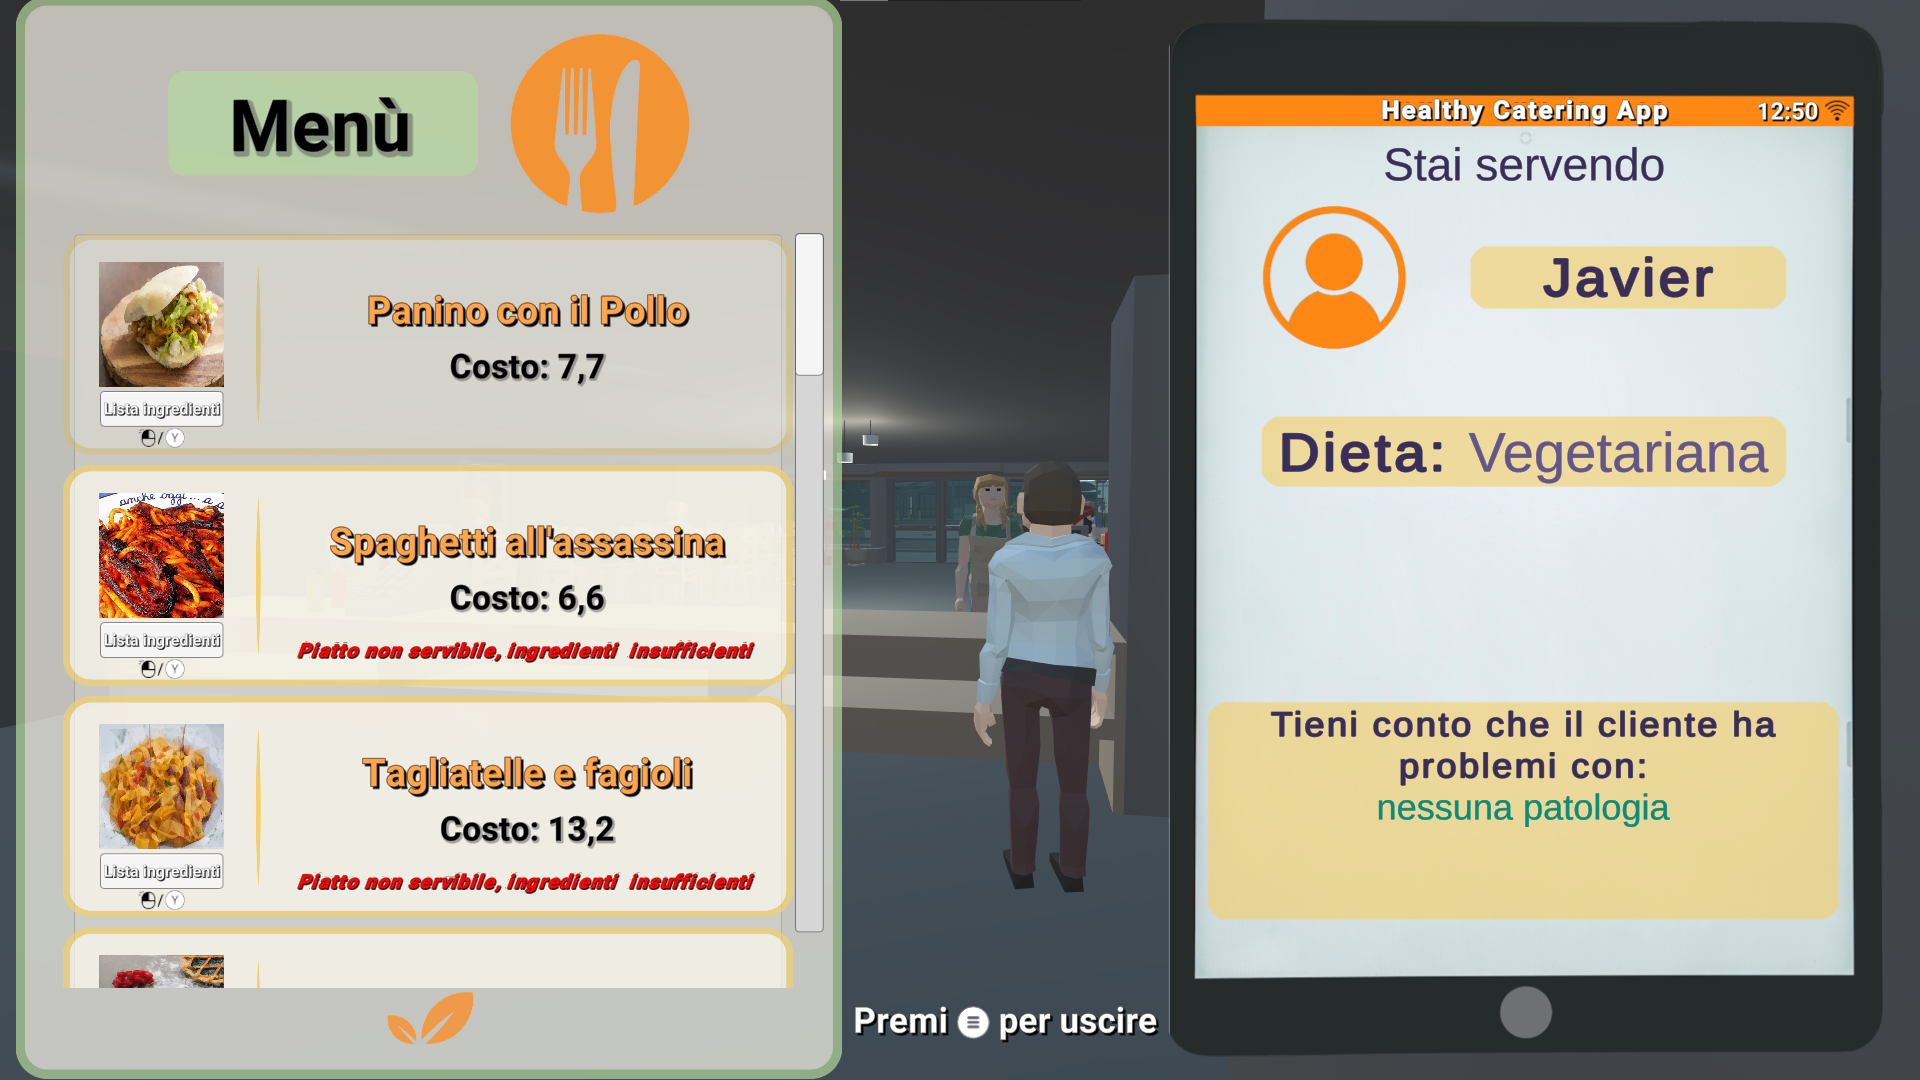 Menù
Panino con il Pollo
Costo: 7,7
Lista ingredienti
/ Y
anche oggi...a
Spaghetti all'assassina
Costo: 6,6
Piatto non servibile, ingredienti insufficienti
Lista ingredienti
/ Y
Tagliatelle e fagioli
Costo: 13,2
Piatto non servibile, ingredienti insufficienti
Lista ingredienti
/ Y
Premi per uscire
Healthy Catering App
12:50
Stai servendo
Javier
Dieta: Vegetariana
Tieni conto che il cliente ha
problemi con:
nessuna patologia